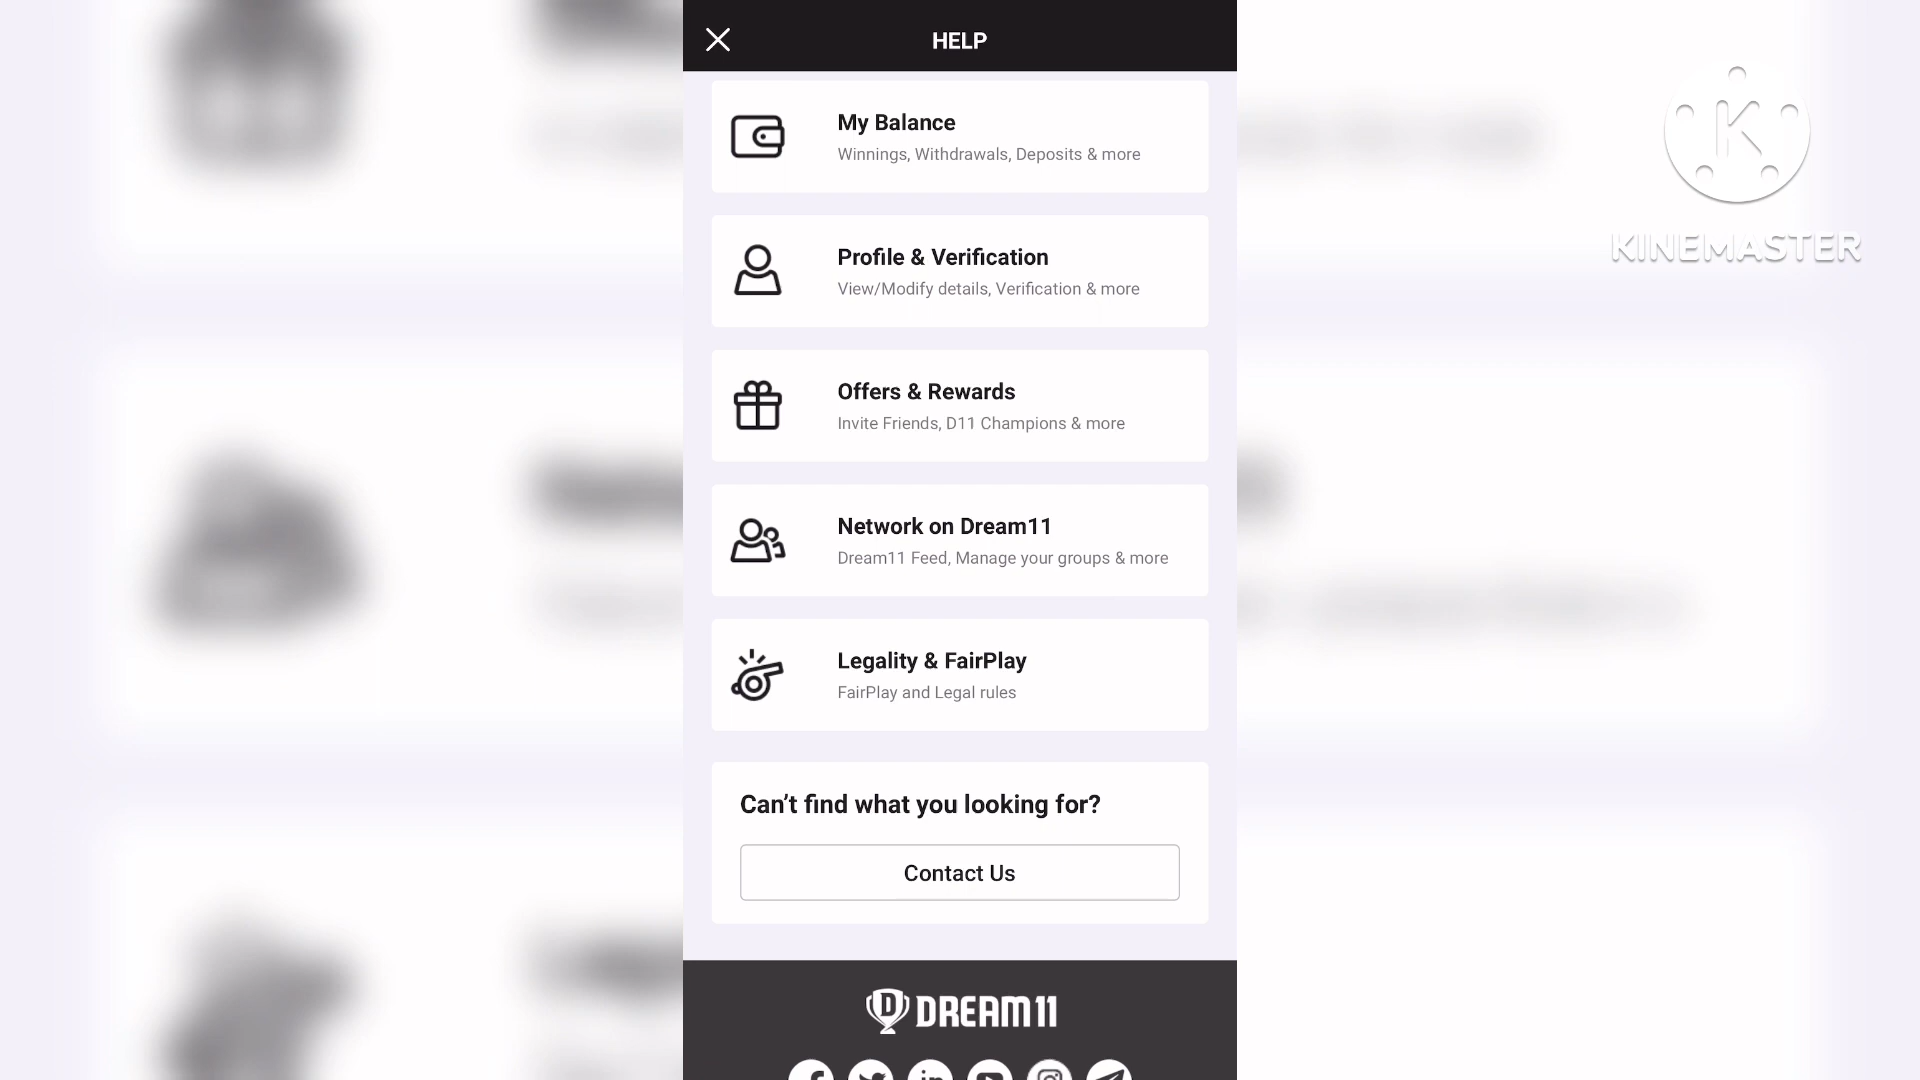 HELP
My Balance
Winnings, Withdrawals, Deposits & more
Profile & Verification
View/Modify details, Verification & more
Offers & Rewards
Invite Friends, D11 Champions & more
Network on Dream11
Dream11 Feed, Manage your groups & more
Legality & FairPlay
FairPlay and Legal rules
Can't find what you looking for?
Contact Us
DREAM11
K
KINEMASTER